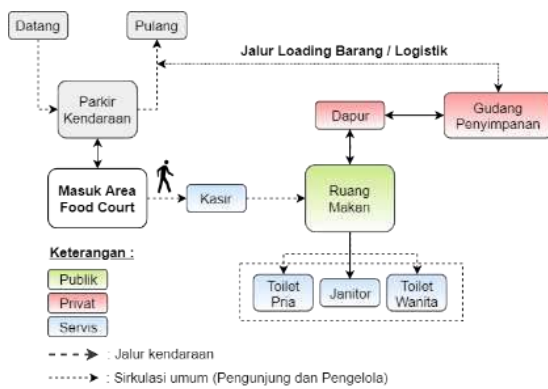 Datang
Pulang
Jalur Loading Barang / Logistik
Parkir
Kendaraan
Dapur
Gudang
Penyimpanan
Masuk Area
Food Court
Kasir
Ruang
Makan
Keterangan :
Publik
Privat
Servis
Toilet
Pria
Janitor
Toilet
Wanita
: Jalur kendaraan
: Sirkulasi umum (Pengunjung dan Pengelola)